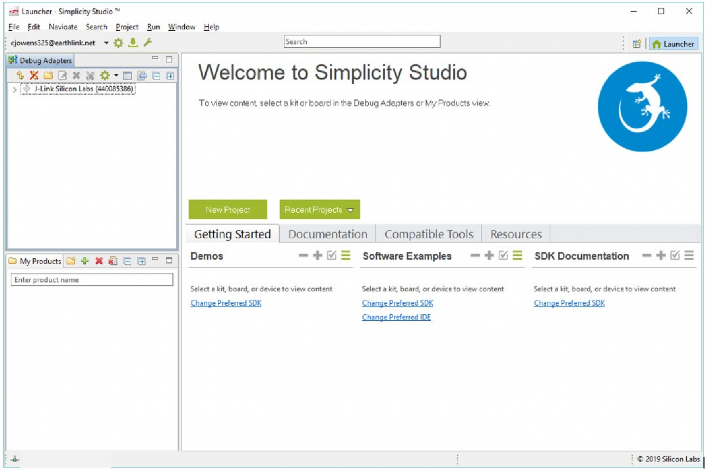 Launcher - Simplicity Studio ™
File Edit Navigate Search Project Run Window Help
cjowens325@earthlink.net
Search
Launcher
Debug Adapters
J-Link Silicon Labs (440085386)
Welcome to Simplicity Studio
To view content, select a kit or board in the Debug Adapters or My Products view.
New Project
Recent Projects
Getting Started
Documentation
Compatible Tools
Resources
My Products
Enter product name
Demos
Software Examples
SDK Documentation
Select a kit, board, or device to view content
Select a kit, board, or device to view content
Select a kit, board, or device to view content
Change Preferred SDK
Change Preferred SDK
Change Preferred SDK
Change Preferred IDE
© 2019 Silicon Labs